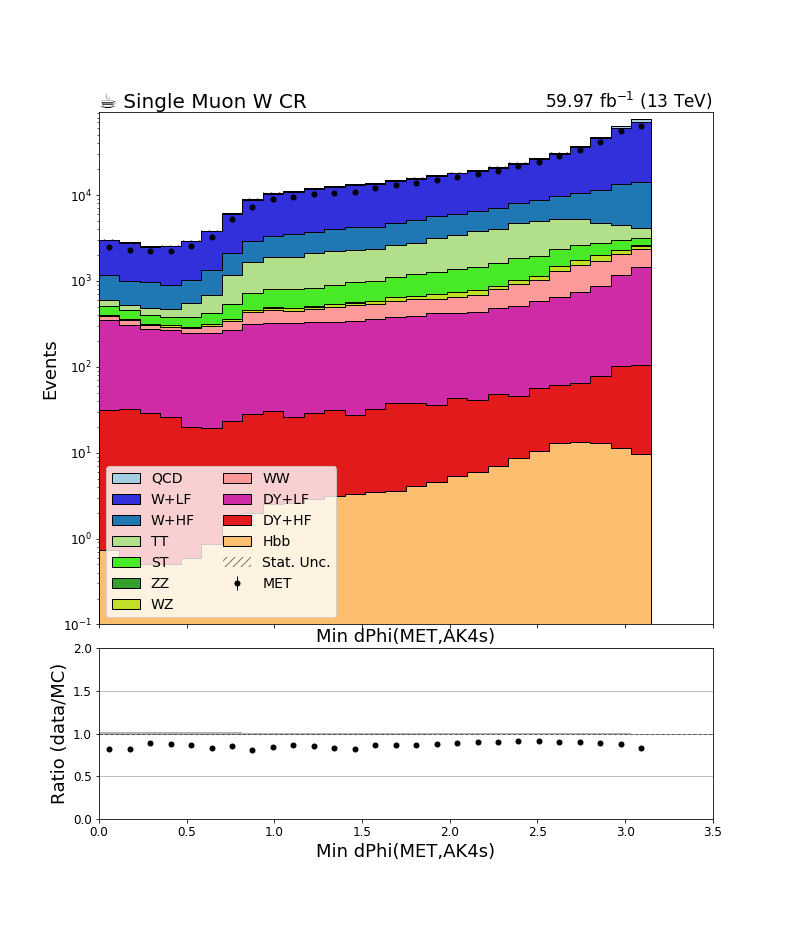 ☕ Single Muon W CR 59.97 fb⁻¹ (13 TeV)
Events
10⁴
10³
10²
10¹
10⁰
10⁻¹
QCD WW
W+LF DY+LF
W+HF DY+HF
TT Hbb
ST Stat. Unc.
ZZ MET
WZ
Min dPhi(MET,AK4s)
Ratio (data/MC)
2.0
1.5
1.0
0.5
0.0
0.0 0.5 1.0 1.5 2.0 2.5 3.0 3.5
Min dPhi(MET,AK4s)